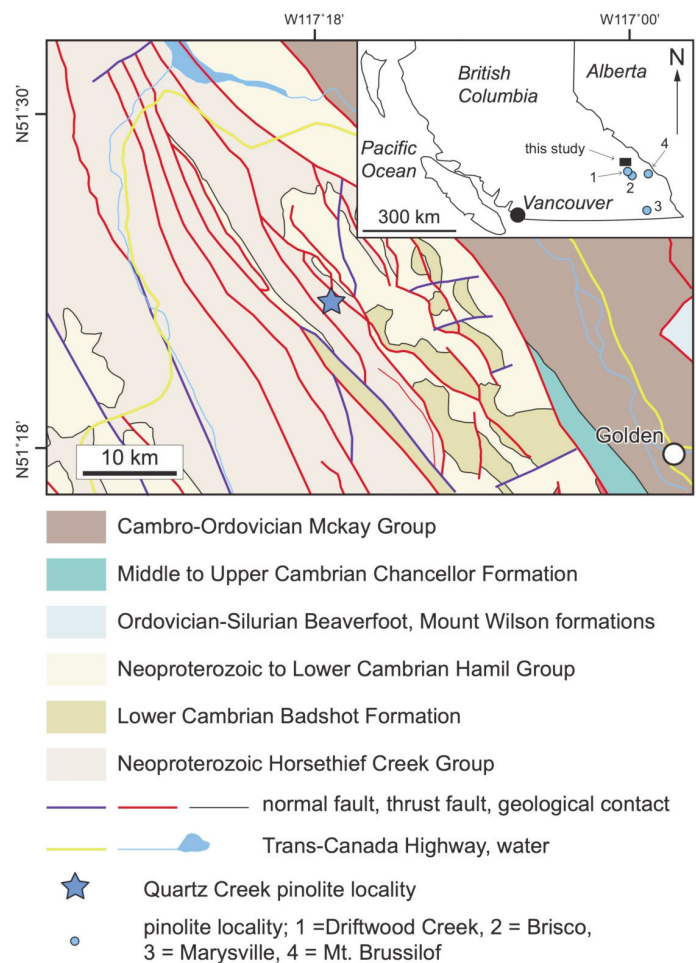 W117°18'
W117°00'
N51°30'
N51°18'
British
Columbia
Alberta
N
Pacific
Ocean
this study
4
1
2
3
Vancouver
300 km
Golden
10 km
Cambro-Ordovician Mckay Group
Middle to Upper Cambrian Chancellor Formation
Ordovician-Silurian Beaverfoot, Mount Wilson formations
Neoproterozoic to Lower Cambrian Hamil Group
Lower Cambrian Badshot Formation
Neoproterozoic Horsethief Creek Group
normal fault, thrust fault, geological contact
Trans-Canada Highway, water
Quartz Creek pinolite locality
pinolite locality; 1 =Driftwood Creek, 2 = Brisco,
3 = Marysville, 4 = Mt. Brussilof